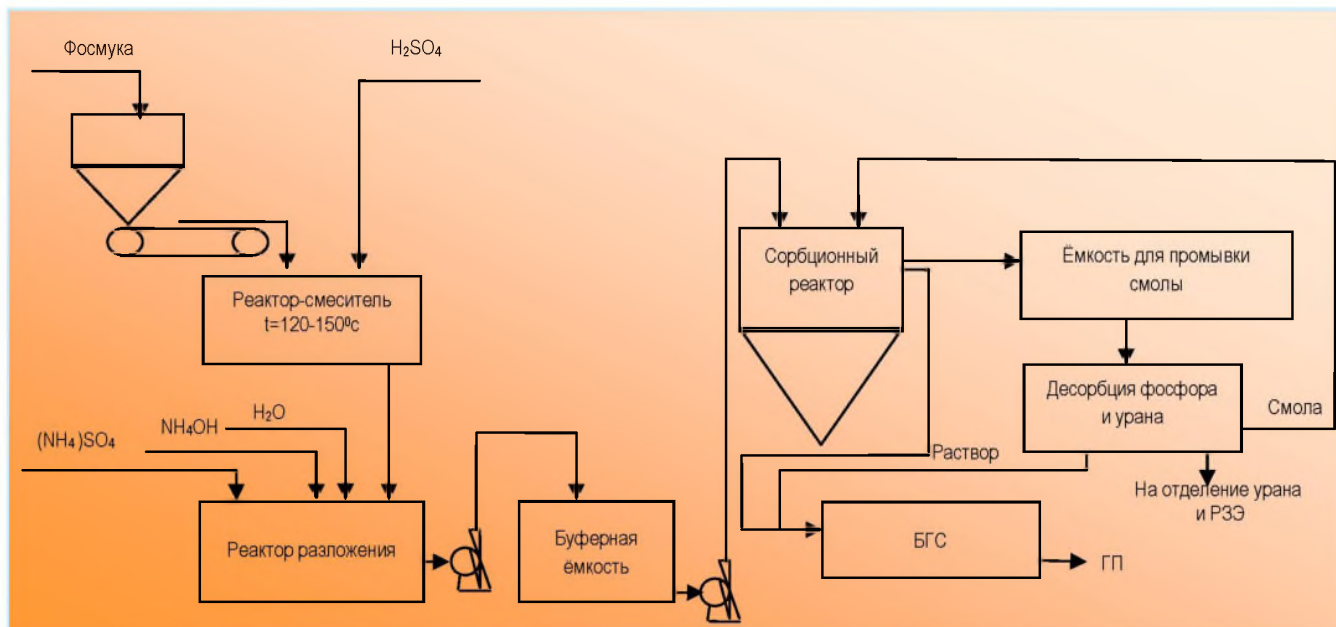 Фосмука
H₂SO₄
Реактор-смеситель
t=120-150⁰с
(NH₄)SO₄
NH₄OH
H₂O
Реактор разложения
Буферная
ёмкость
Сорбционный
реактор
Ёмкость для промывки
смолы
Десорбция фосфора
и урана
Смола
Раствор
На отделение урана
и РЗЭ
БГС
ГП